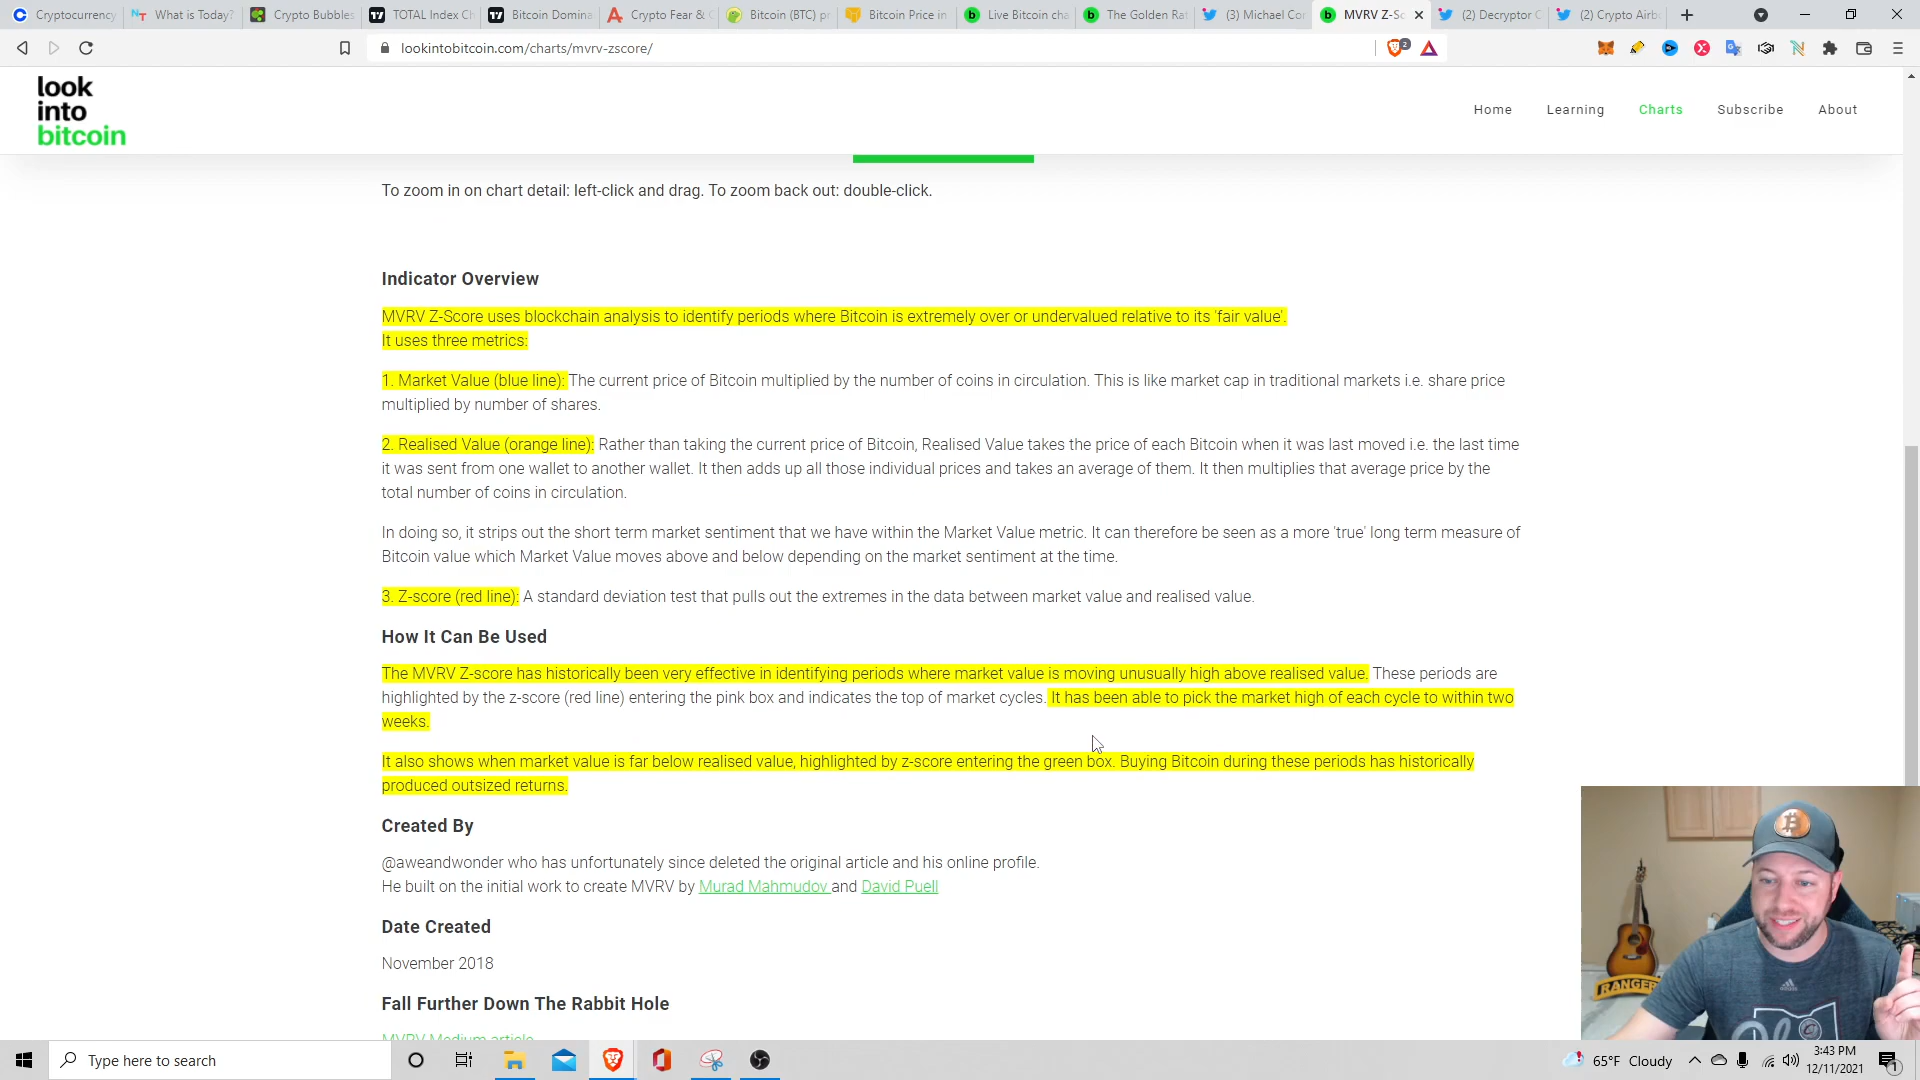 Cryptocurrency
What is Today?
Crypto Bubbles
TOTAL Index Ch
Bitcoin Domina
Crypto Fear & G
Bitcoin (BTC) pr
Bitcoin Price in
Live Bitcoin cha
The Golden Rat
(3) Michael Cor
MVRV Z-Sc
(2) Decryptor C
(2) Crypto Airb
lookintobitcoin.com/charts/mvrv-zscore/
2
look
into
bitcoin
Home
Learning
Charts
Subscribe
About
To zoom in on chart detail: left-click and drag. To zoom back out: double-click.
Indicator Overview
MVRV Z-Score uses blockchain analysis to identify periods where Bitcoin is extremely over or undervalued relative to its 'fair value'.
It uses three metrics:
1. Market Value (blue line): The current price of Bitcoin multiplied by the number of coins in circulation. This is like market cap in traditional markets i.e. share price
multiplied by number of shares.
2. Realised Value (orange line): Rather than taking the current price of Bitcoin, Realised Value takes the price of each Bitcoin when it was last moved i.e. the last time
it was sent from one wallet to another wallet. It then adds up all those individual prices and takes an average of them. It then multiplies that average price by the
total number of coins in circulation.
In doing so, it strips out the short term market sentiment that we have within the Market Value metric. It can therefore be seen as a more 'true' long term measure of
Bitcoin value which Market Value moves above and below depending on the market sentiment at the time.
3. Z-score (red line): A standard deviation test that pulls out the extremes in the data between market value and realised value.
How It Can Be Used
The MVRV Z-score has historically been very effective in identifying periods where market value is moving unusually high above realised value. These periods are
highlighted by the z-score (red line) entering the pink box and indicates the top of market cycles. It has been able to pick the market high of each cycle to within two
weeks.
It also shows when market value is far below realised value, highlighted by z-score entering the green box. Buying Bitcoin during these periods has historically
produced outsized returns.
Created By
@aweandwonder who has unfortunately since deleted the original article and his online profile.
He built on the initial work to create MVRV by Murad Mahmudov and David Puell
Date Created
November 2018
Fall Further Down The Rabbit Hole
MVRV Medium article
RANGER
Type here to search
65°F Cloudy
3:43 PM
12/11/2021
1